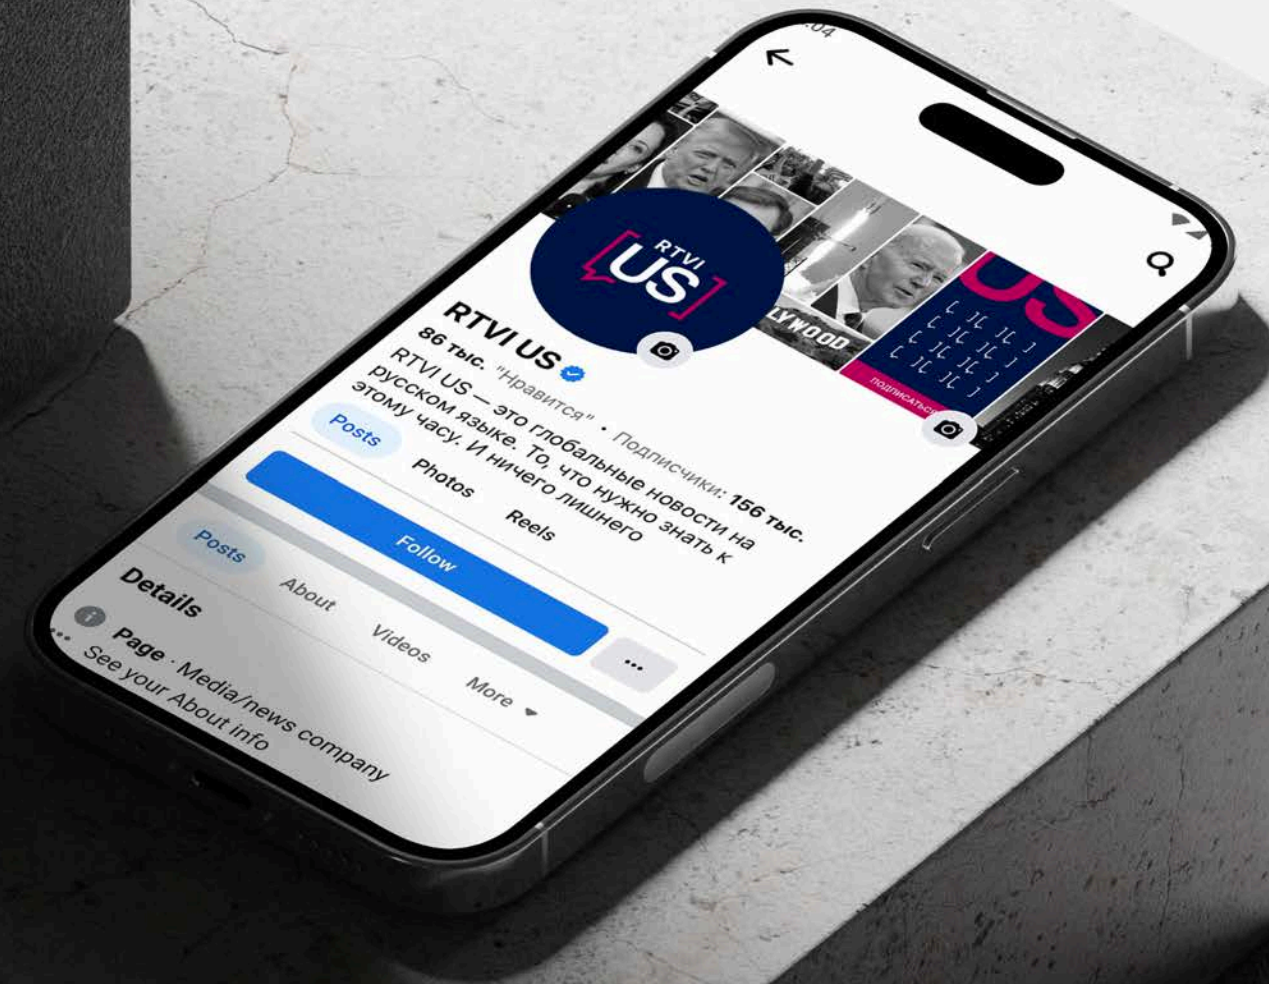 :04
RTVI
US
LYWOOD
US
ПОДПИСАТЬСЯ
RTVI US
86 тыс. "Нравится" • Подписчики: 156 тыс.
RTVI US — это глобальные новости на
русском языке. То, что нужно знать к
этому часу. И ничего лишнего
Posts
Photos
Reels
Follow
...
Posts
About
Videos
More
Details
Page · Media/news company
...
See your About info